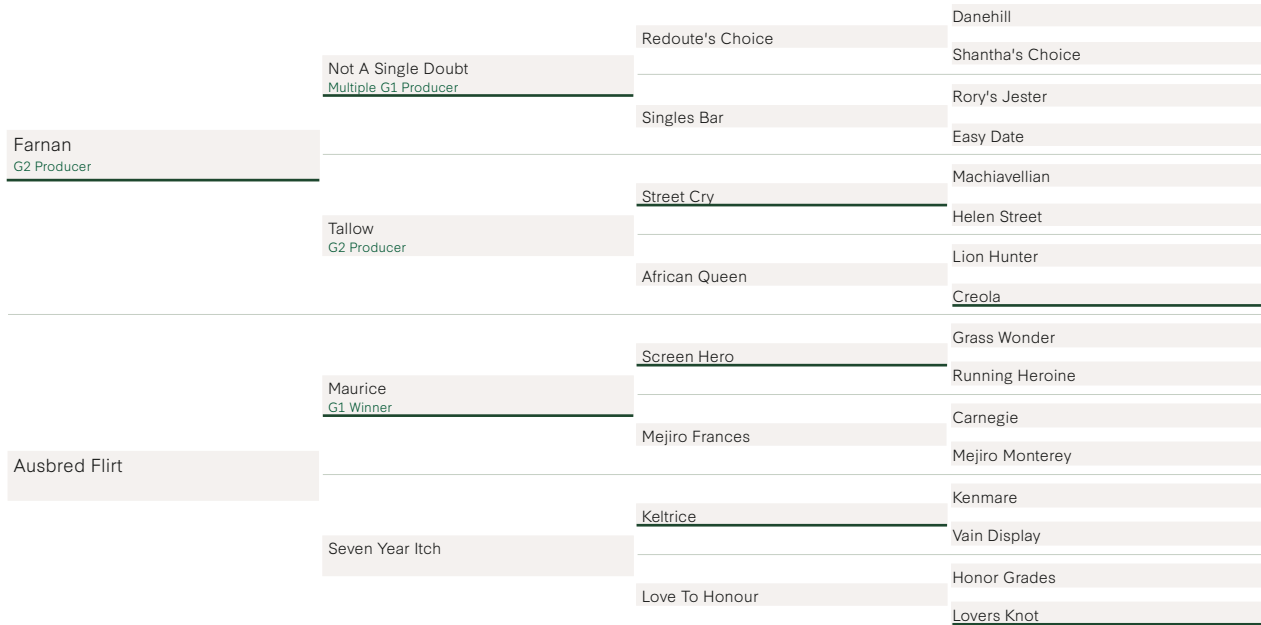 Danehill
Redoute's Choice
Shantha's Choice
Not A Single Doubt
Multiple G1 Producer
Rory's Jester
Singles Bar
Easy Date
Farnan
G2 Producer
Machiavellian
Street Cry
Helen Street
Tallow
G2 Producer
Lion Hunter
African Queen
Creola
Grass Wonder
Screen Hero
Running Heroine
Maurice
G1 Winner
Carnegie
Mejiro Frances
Mejiro Monterey
Ausbred Flirt
Kenmare
Keltrice
Vain Display
Seven Year Itch
Honor Grades
Love To Honour
Lovers Knot